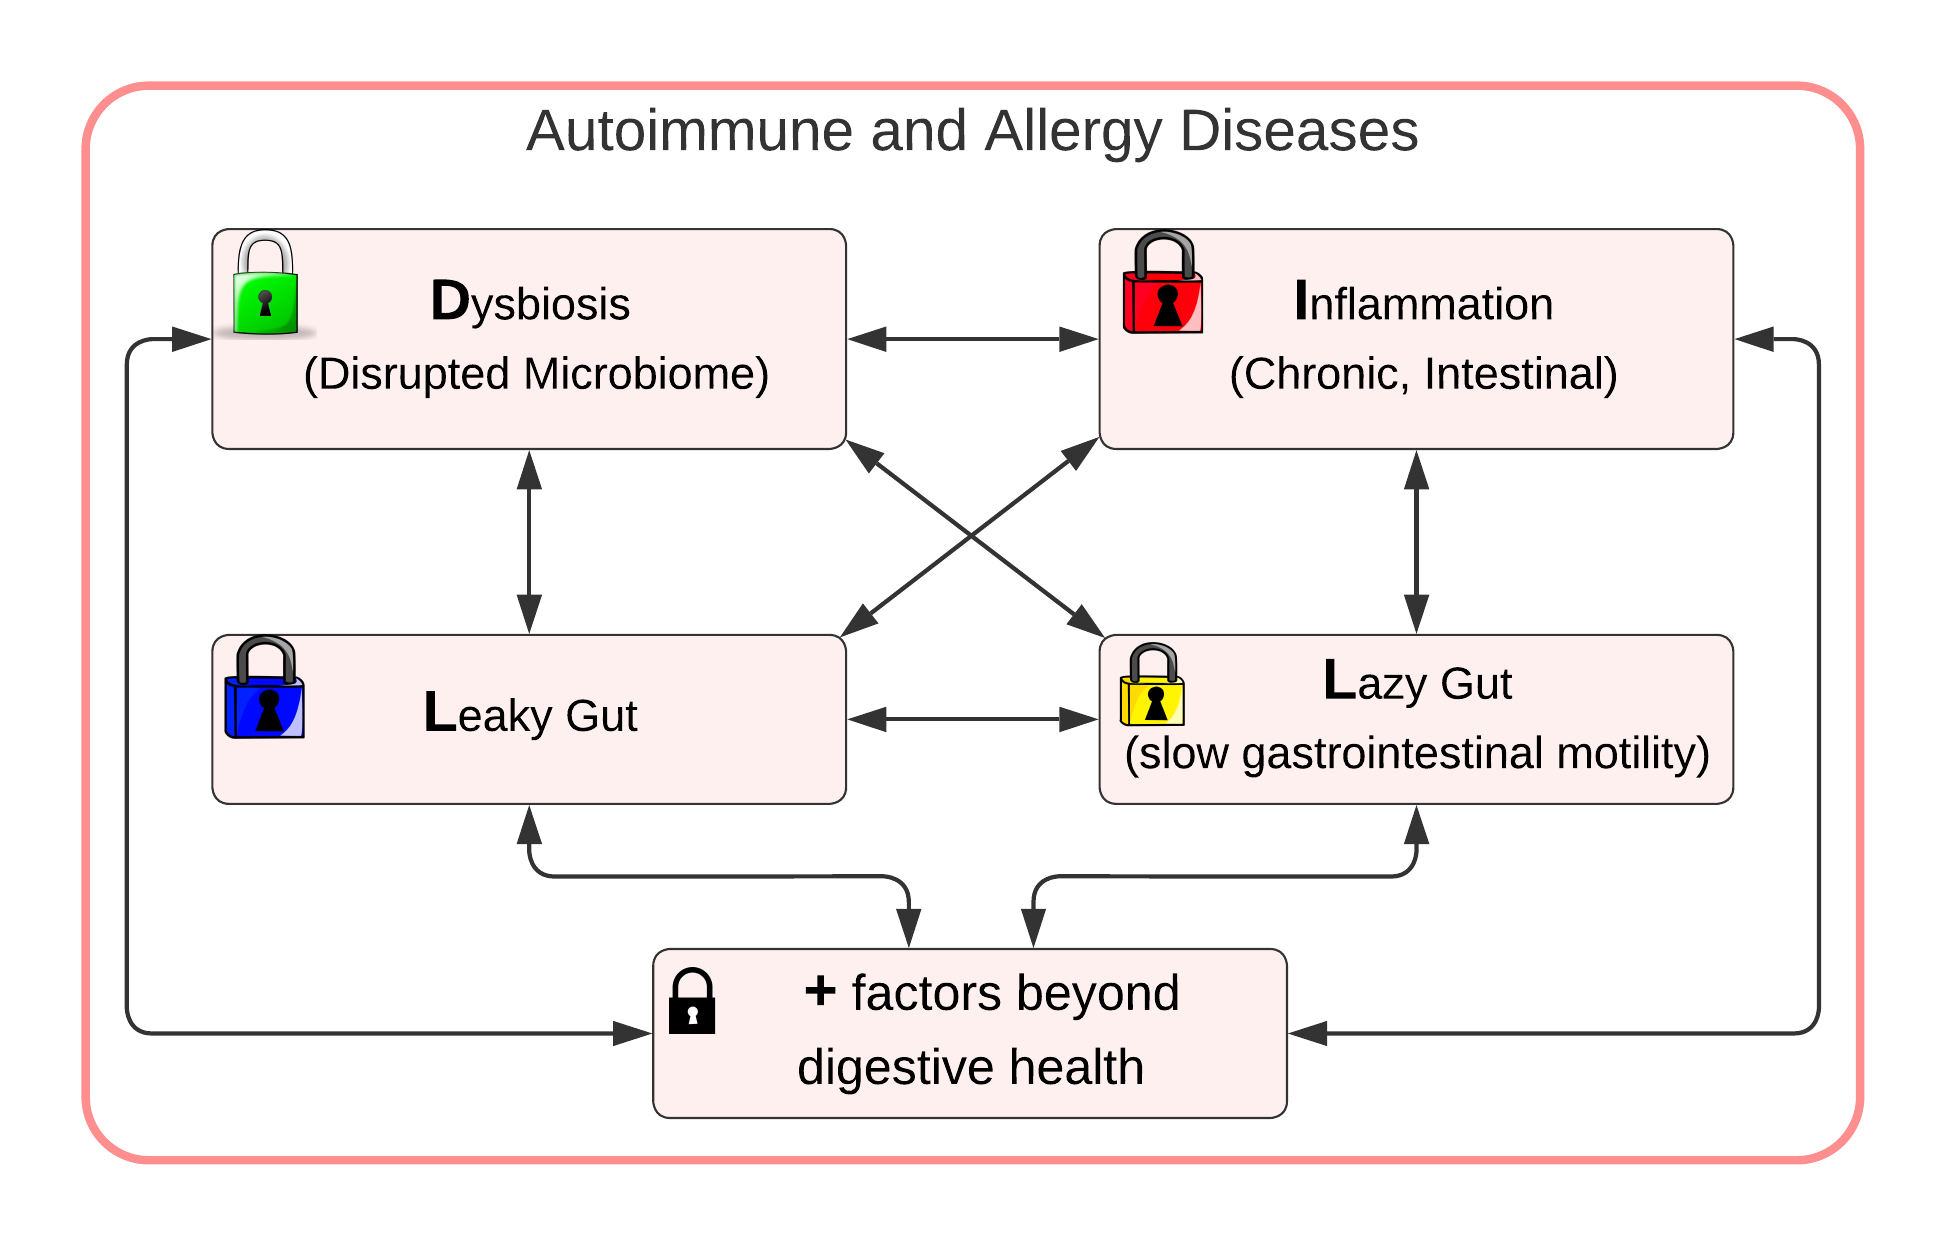 Autoimmune and Allergy Diseases
Dysbiosis
(Disrupted Microbiome)
Inflammation
(Chronic, Intestinal)
Leaky Gut
Lazy Gut
(slow gastrointestinal motility)
+ factors beyond
digestive health